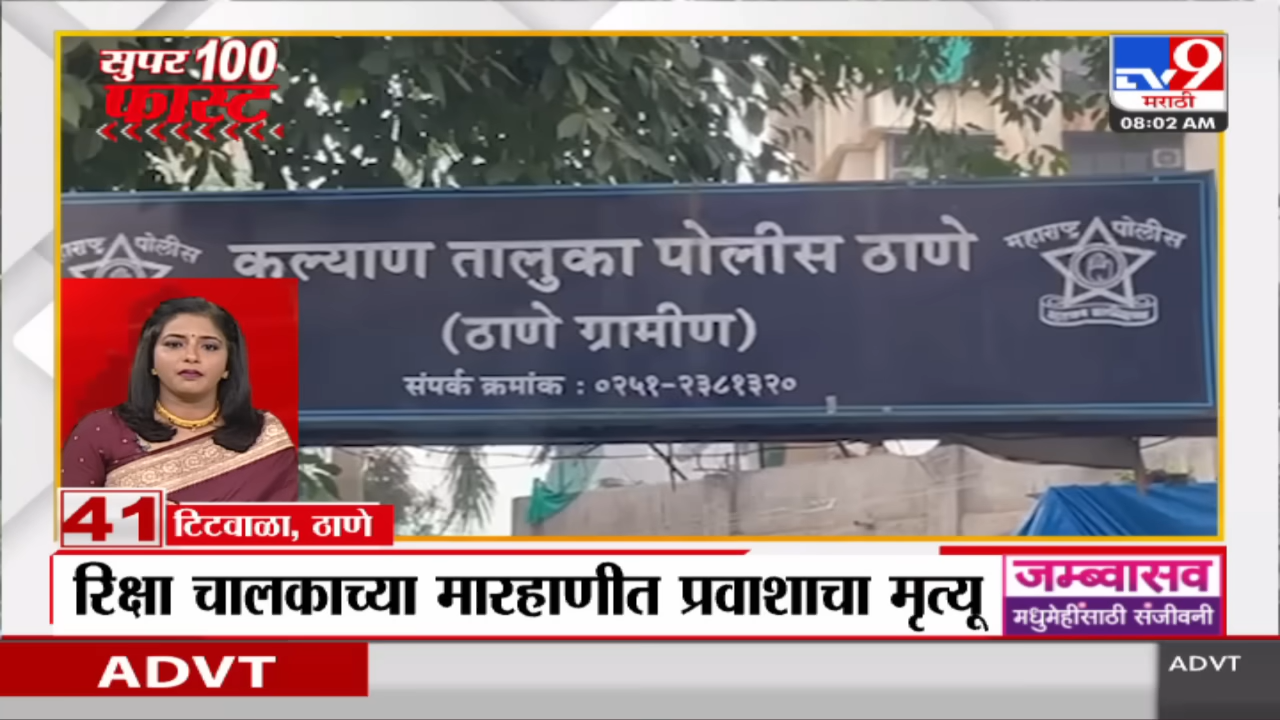 सुपर 100
फास्ट
TV9
मराठी
08:02 AM
महाराष्ट्र पोलीस
कल्याण तालुका पोलीस ठाणे
महाराष्ट्र पोलीस
(ठाणे ग्रामीण)
संपर्क क्रमांक : ०२५१-२३८१३२०
41
टिटवाळा, ठाणे
रिक्षा चालकाच्या मारहाणीत प्रवाशाचा मृत्यू
जम्ब्वासव
मधुमेहींसाठी संजीवनी
ADVT
ADVT